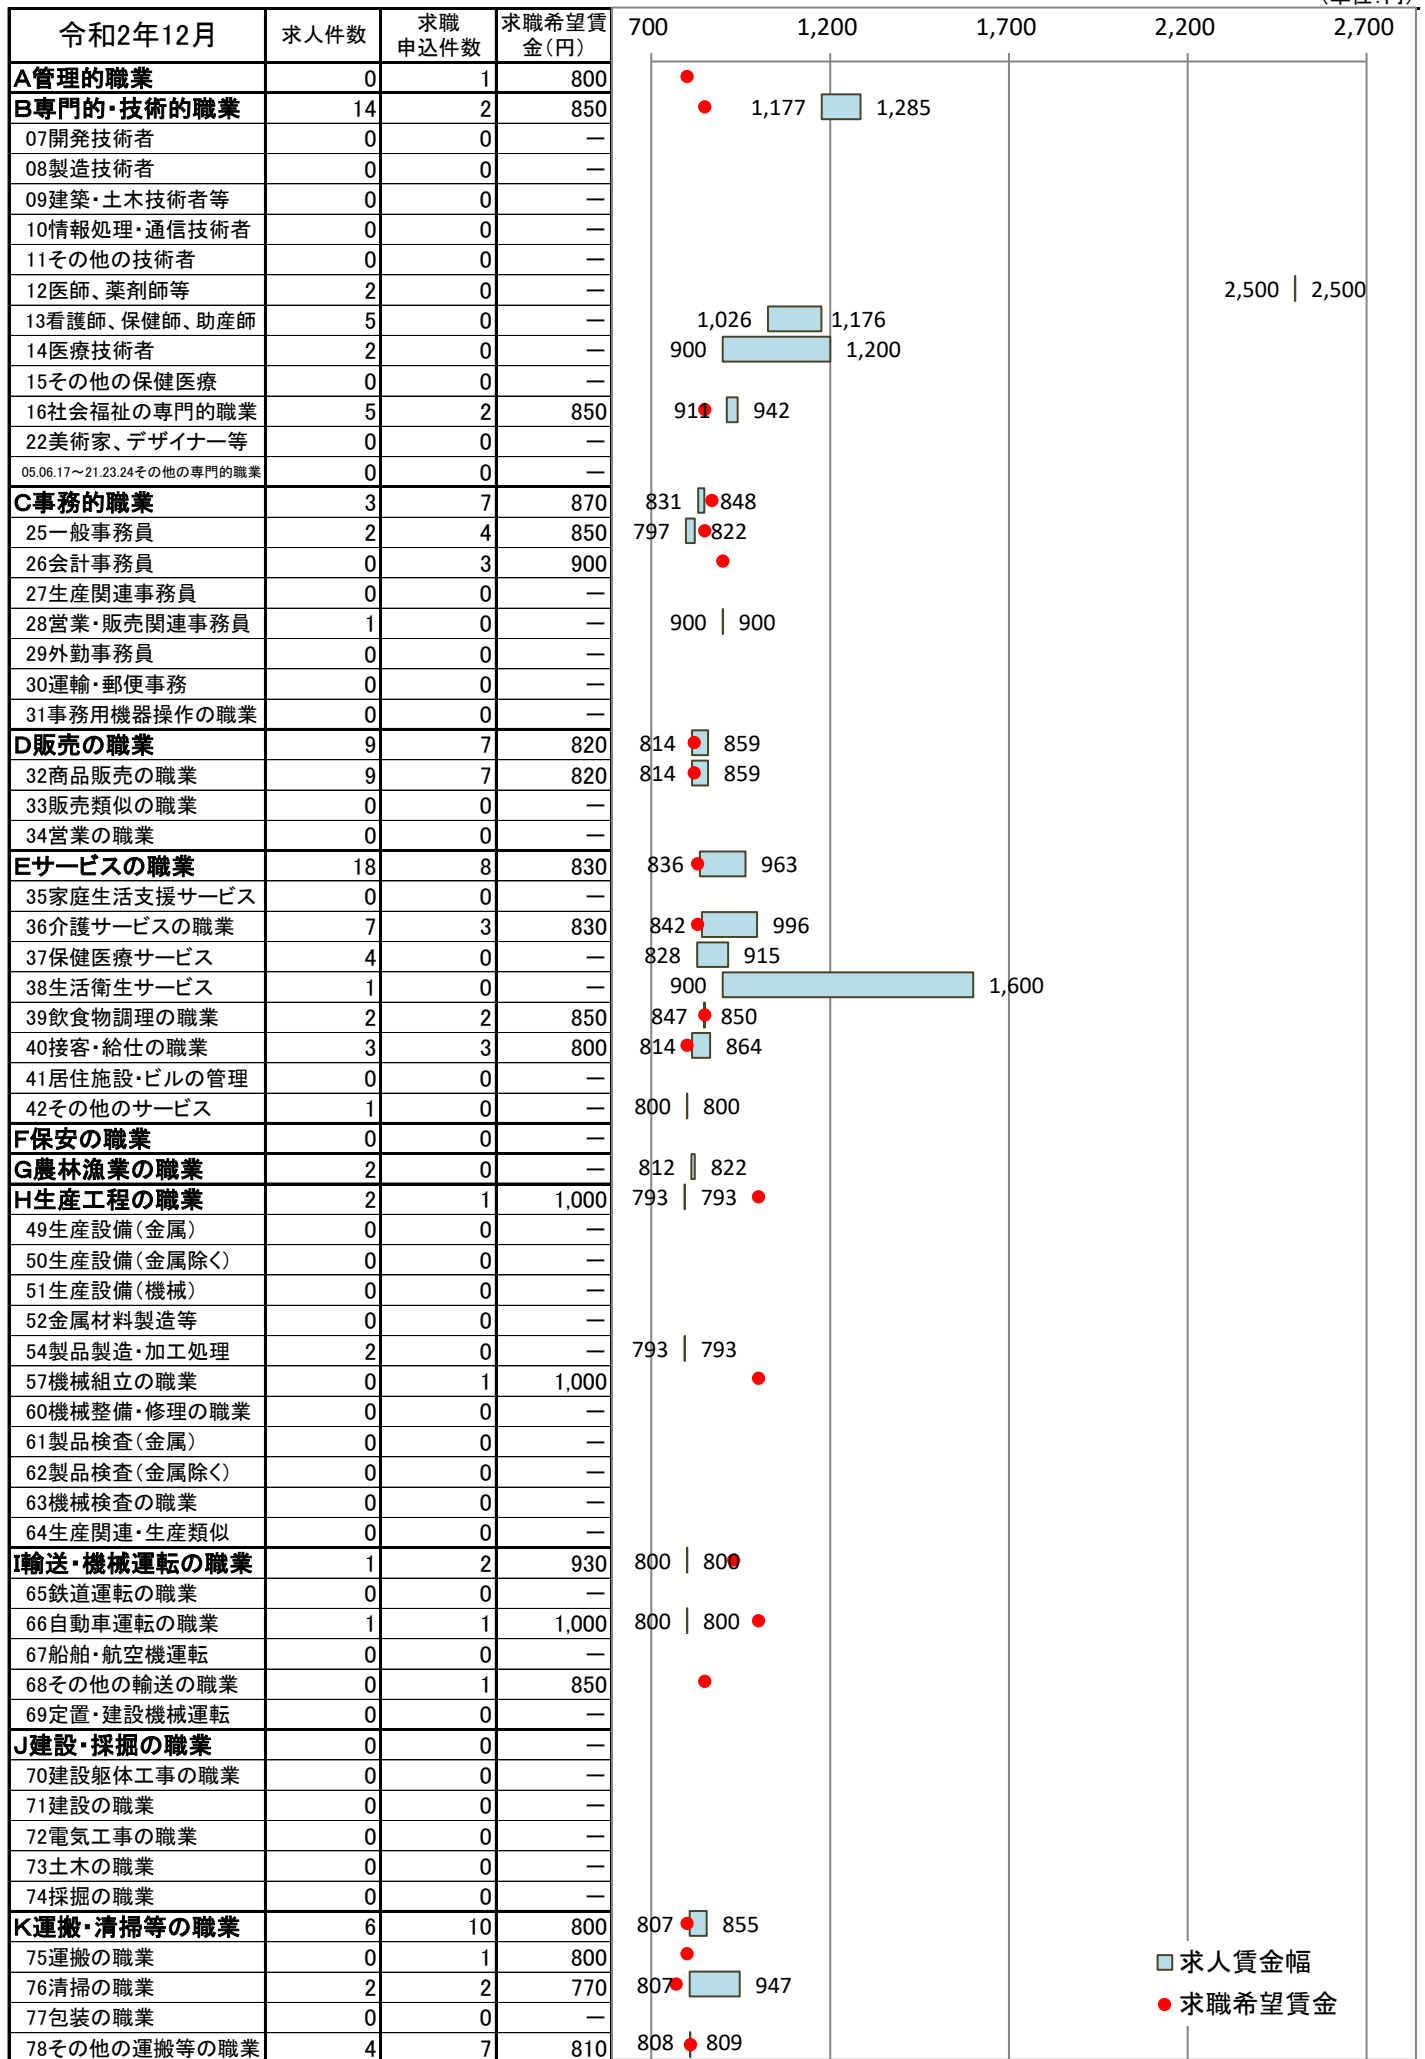 (単位:円)
令和2年12月 求人件数 求職申込件数 求職希望賃金(円) 700 1,200 1,700 2,200 2,700
A管理的職業 0 1 800
B専門的・技術的職業 14 2 850 1,177 1,285
07開発技術者 0 0 ―
08製造技術者 0 0 ―
09建築・土木技術者等 0 0 ―
10情報処理・通信技術者 0 0 ―
11その他の技術者 0 0 ―
12医師、薬剤師等 2 0 ― 2,500 2,500
13看護師、保健師、助産師 5 0 ― 1,026 1,176
14医療技術者 2 0 ― 900 1,200
15その他の保健医療 0 0 ―
16社会福祉の専門的職業 5 2 850 911 942
22美術家、デザイナー等 0 0 ―
05.06.17～21.23.24その他の専門的職業 0 0 ―
C事務的職業 3 7 870 831 848
25一般事務員 2 4 850 797 822
26会計事務員 0 3 900
27生産関連事務員 0 0 ―
28営業・販売関連事務員 1 0 ― 900 900
29外勤事務員 0 0 ―
30運輸・郵便事務 0 0 ―
31事務用機器操作の職業 0 0 ―
D販売の職業 9 7 820 814 859
32商品販売の職業 9 7 820 814 859
33販売類似の職業 0 0 ―
34営業の職業 0 0 ―
Eサービスの職業 18 8 830 836 963
35家庭生活支援サービス 0 0 ―
36介護サービスの職業 7 3 830 842 996
37保健医療サービス 4 0 ― 828 915
38生活衛生サービス 1 0 ― 900 1,600
39飲食物調理の職業 2 2 850 847 850
40接客・給仕の職業 3 3 800 814 864
41居住施設・ビルの管理 0 0 ―
42その他のサービス 1 0 ― 800 800
F保安の職業 0 0 ―
G農林漁業の職業 2 0 ― 812 822
H生産工程の職業 2 1 1,000 793 793
49生産設備(金属) 0 0 ―
50生産設備(金属除く) 0 0 ―
51生産設備(機械) 0 0 ―
52金属材料製造等 0 0 ―
54製品製造・加工処理 2 0 ― 793 793
57機械組立の職業 0 1 1,000
60機械整備・修理の職業 0 0 ―
61製品検査(金属) 0 0 ―
62製品検査(金属除く) 0 0 ―
63機械検査の職業 0 0 ―
64生産関連・生産類似 0 0 ―
I輸送・機械運転の職業 1 2 930 800 800
65鉄道運転の職業 0 0 ―
66自動車運転の職業 1 1 1,000 800 800
67船舶・航空機運転 0 0 ―
68その他の輸送の職業 0 1 850
69定置・建設機械運転 0 0 ―
J建設・採掘の職業 0 0 ―
70建設躯体工事の職業 0 0 ―
71建設の職業 0 0 ―
72電気工事の職業 0 0 ―
73土木の職業 0 0 ―
74採掘の職業 0 0 ―
K運搬・清掃等の職業 6 10 800 807 855
75運搬の職業 0 1 800
76清掃の職業 2 2 770 807 947
77包装の職業 0 0 ―
78その他の運搬等の職業 4 7 810 808 809
求人賃金幅
求職希望賃金